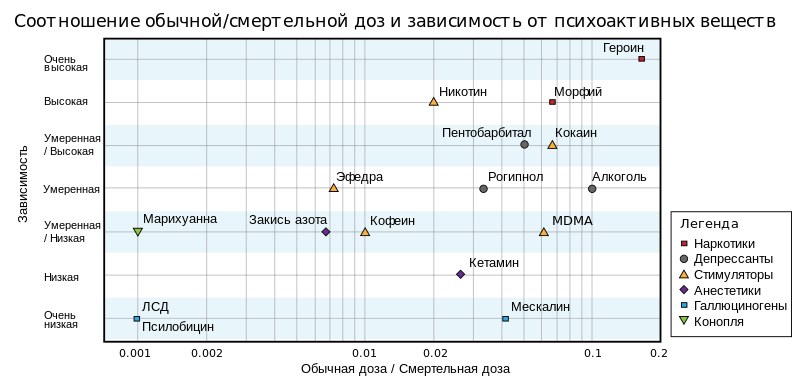 Соотношение обычной/смертельной доз и зависимость от психоактивных веществ
Зависимость
Очень
высокая
Героин
Высокая
Никотин
Морфий
Умеренная
/ Высокая
Пентобарбитал
Кокаин
Умеренная
Эфедра
Рогипнол
Алкоголь
Умеренная
/ Низкая
Марихуанна
Закись азота
Кофеин
MDMA
Низкая
Кетамин
Очень
низкая
ЛСД
Псилобицин
Мескалин
0.001
0.002
0.01
0.02
0.1
0.2
Обычная доза / Смертельная доза
Легенда
Наркотики
Депрессанты
Стимуляторы
Анестетики
Галлюциногены
Конопля